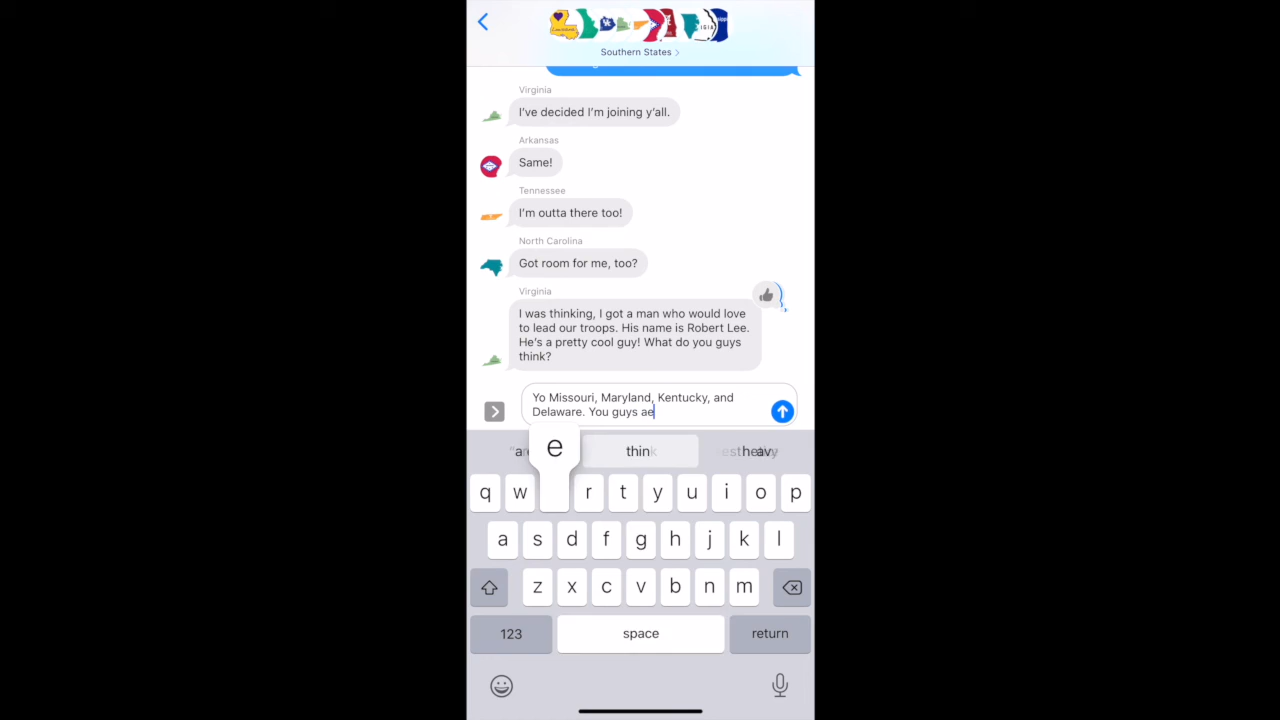 Southern States >
Virginia
I've decided I'm joining y'all.
Arkansas
Same!
Tennessee
I'm outta there too!
North Carolina
Got room for me, too?
Virginia
I was thinking, I got a man who would love
to lead our troops. His name is Robert Lee.
He's a pretty cool guy! What do you guys
think?
Yo Missouri, Maryland, Kentucky, and
Delaware. You guys ae
e
think
q w r t y u i o p
a s d f g h j k l
z x c v b n m
123 space return